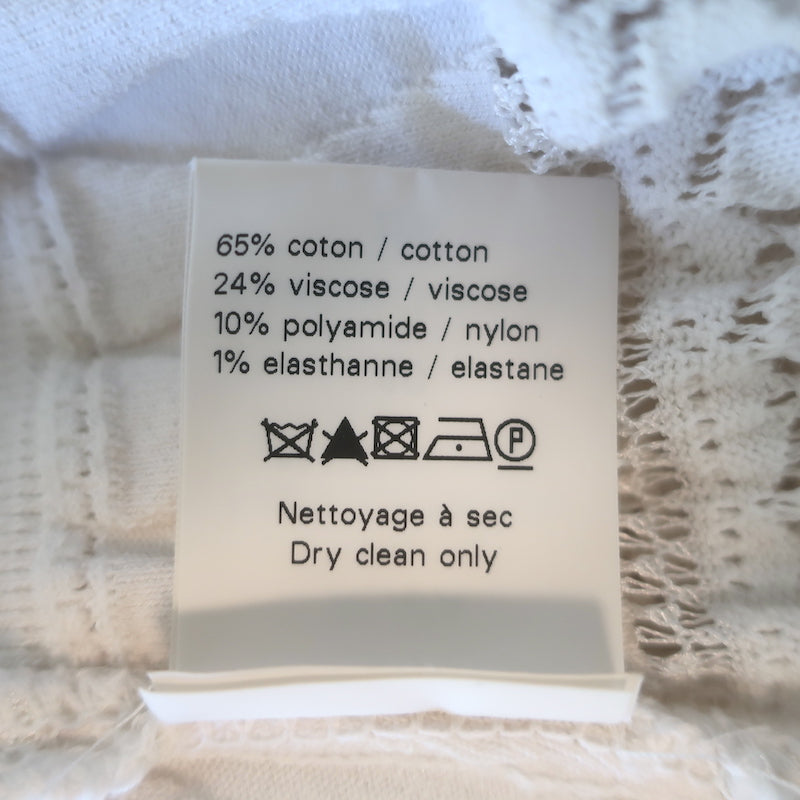 65% coton / cotton
24% viscose / viscose
10% polyamide / nylon
1% elasthanne / elastane
P
Nettoyage à sec
Dry clean only